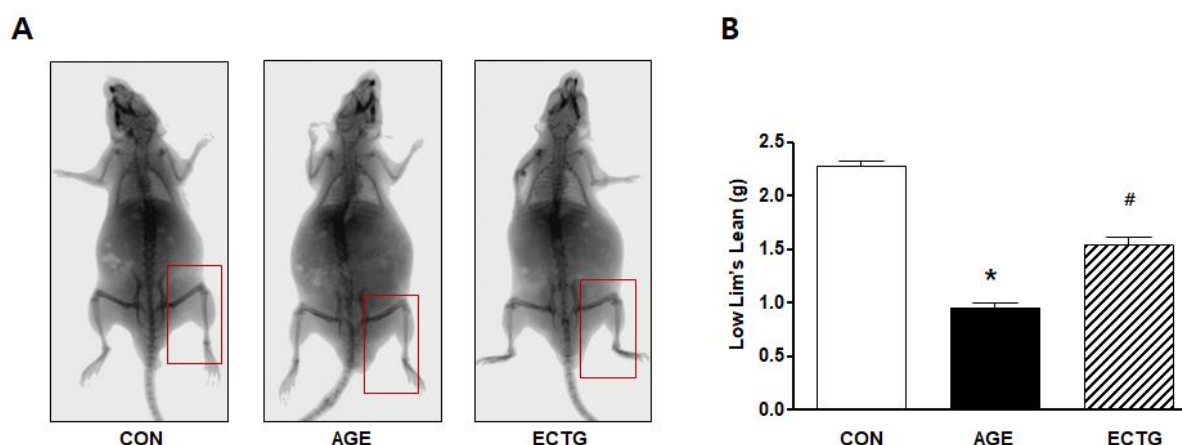 A
B
CON
AGE
ECTG
Low Lim's Lean (g)
2.5
2.0
1.5
1.0
0.5
0.0
*
#
CON
AGE
ECTG